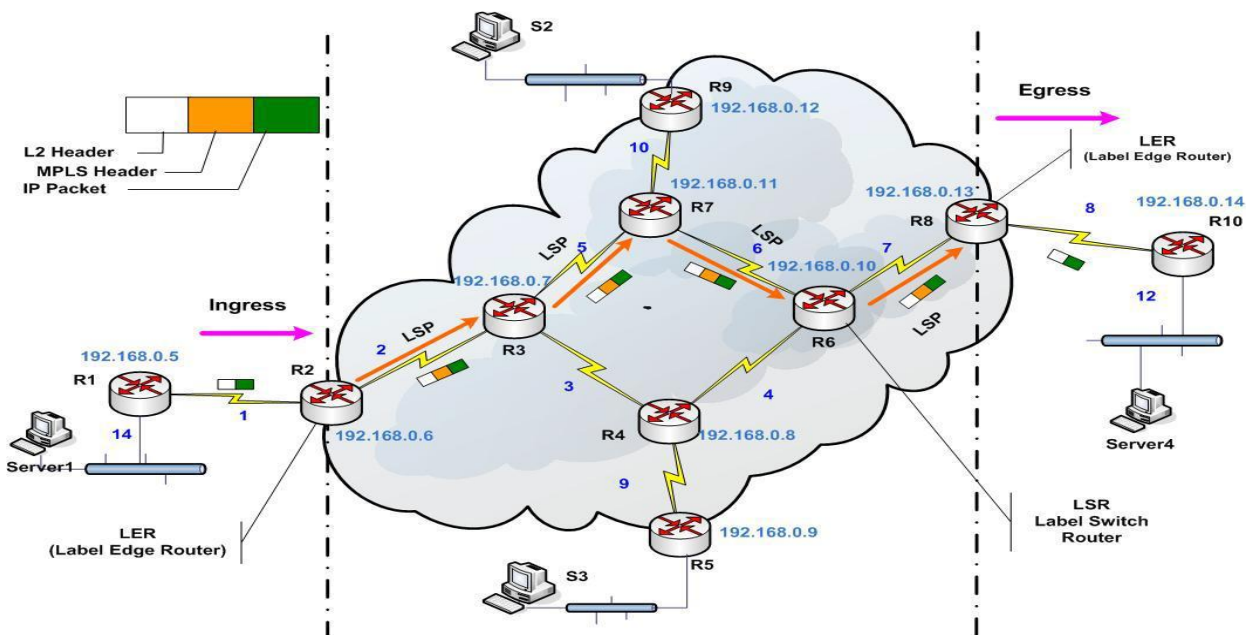 S2
R9
192.168.0.12
Egress
L2 Header
MPLS Header
IP Packet
10
LER
(Label Edge Router)
192.168.0.11
R7
192.168.0.13
R8
8
192.168.0.14
R10
LSP
5
LSP
6
7
192.168.0.10
192.168.0.7
12
Ingress
LSP
2
R3
R6
LSP
192.168.0.5
R1
R2
1
3
4
14
192.168.0.6
R4
192.168.0.8
Server1
Server4
9
LER
(Label Edge Router)
LSR
Label Switch
Router
192.168.0.9
R5
S3